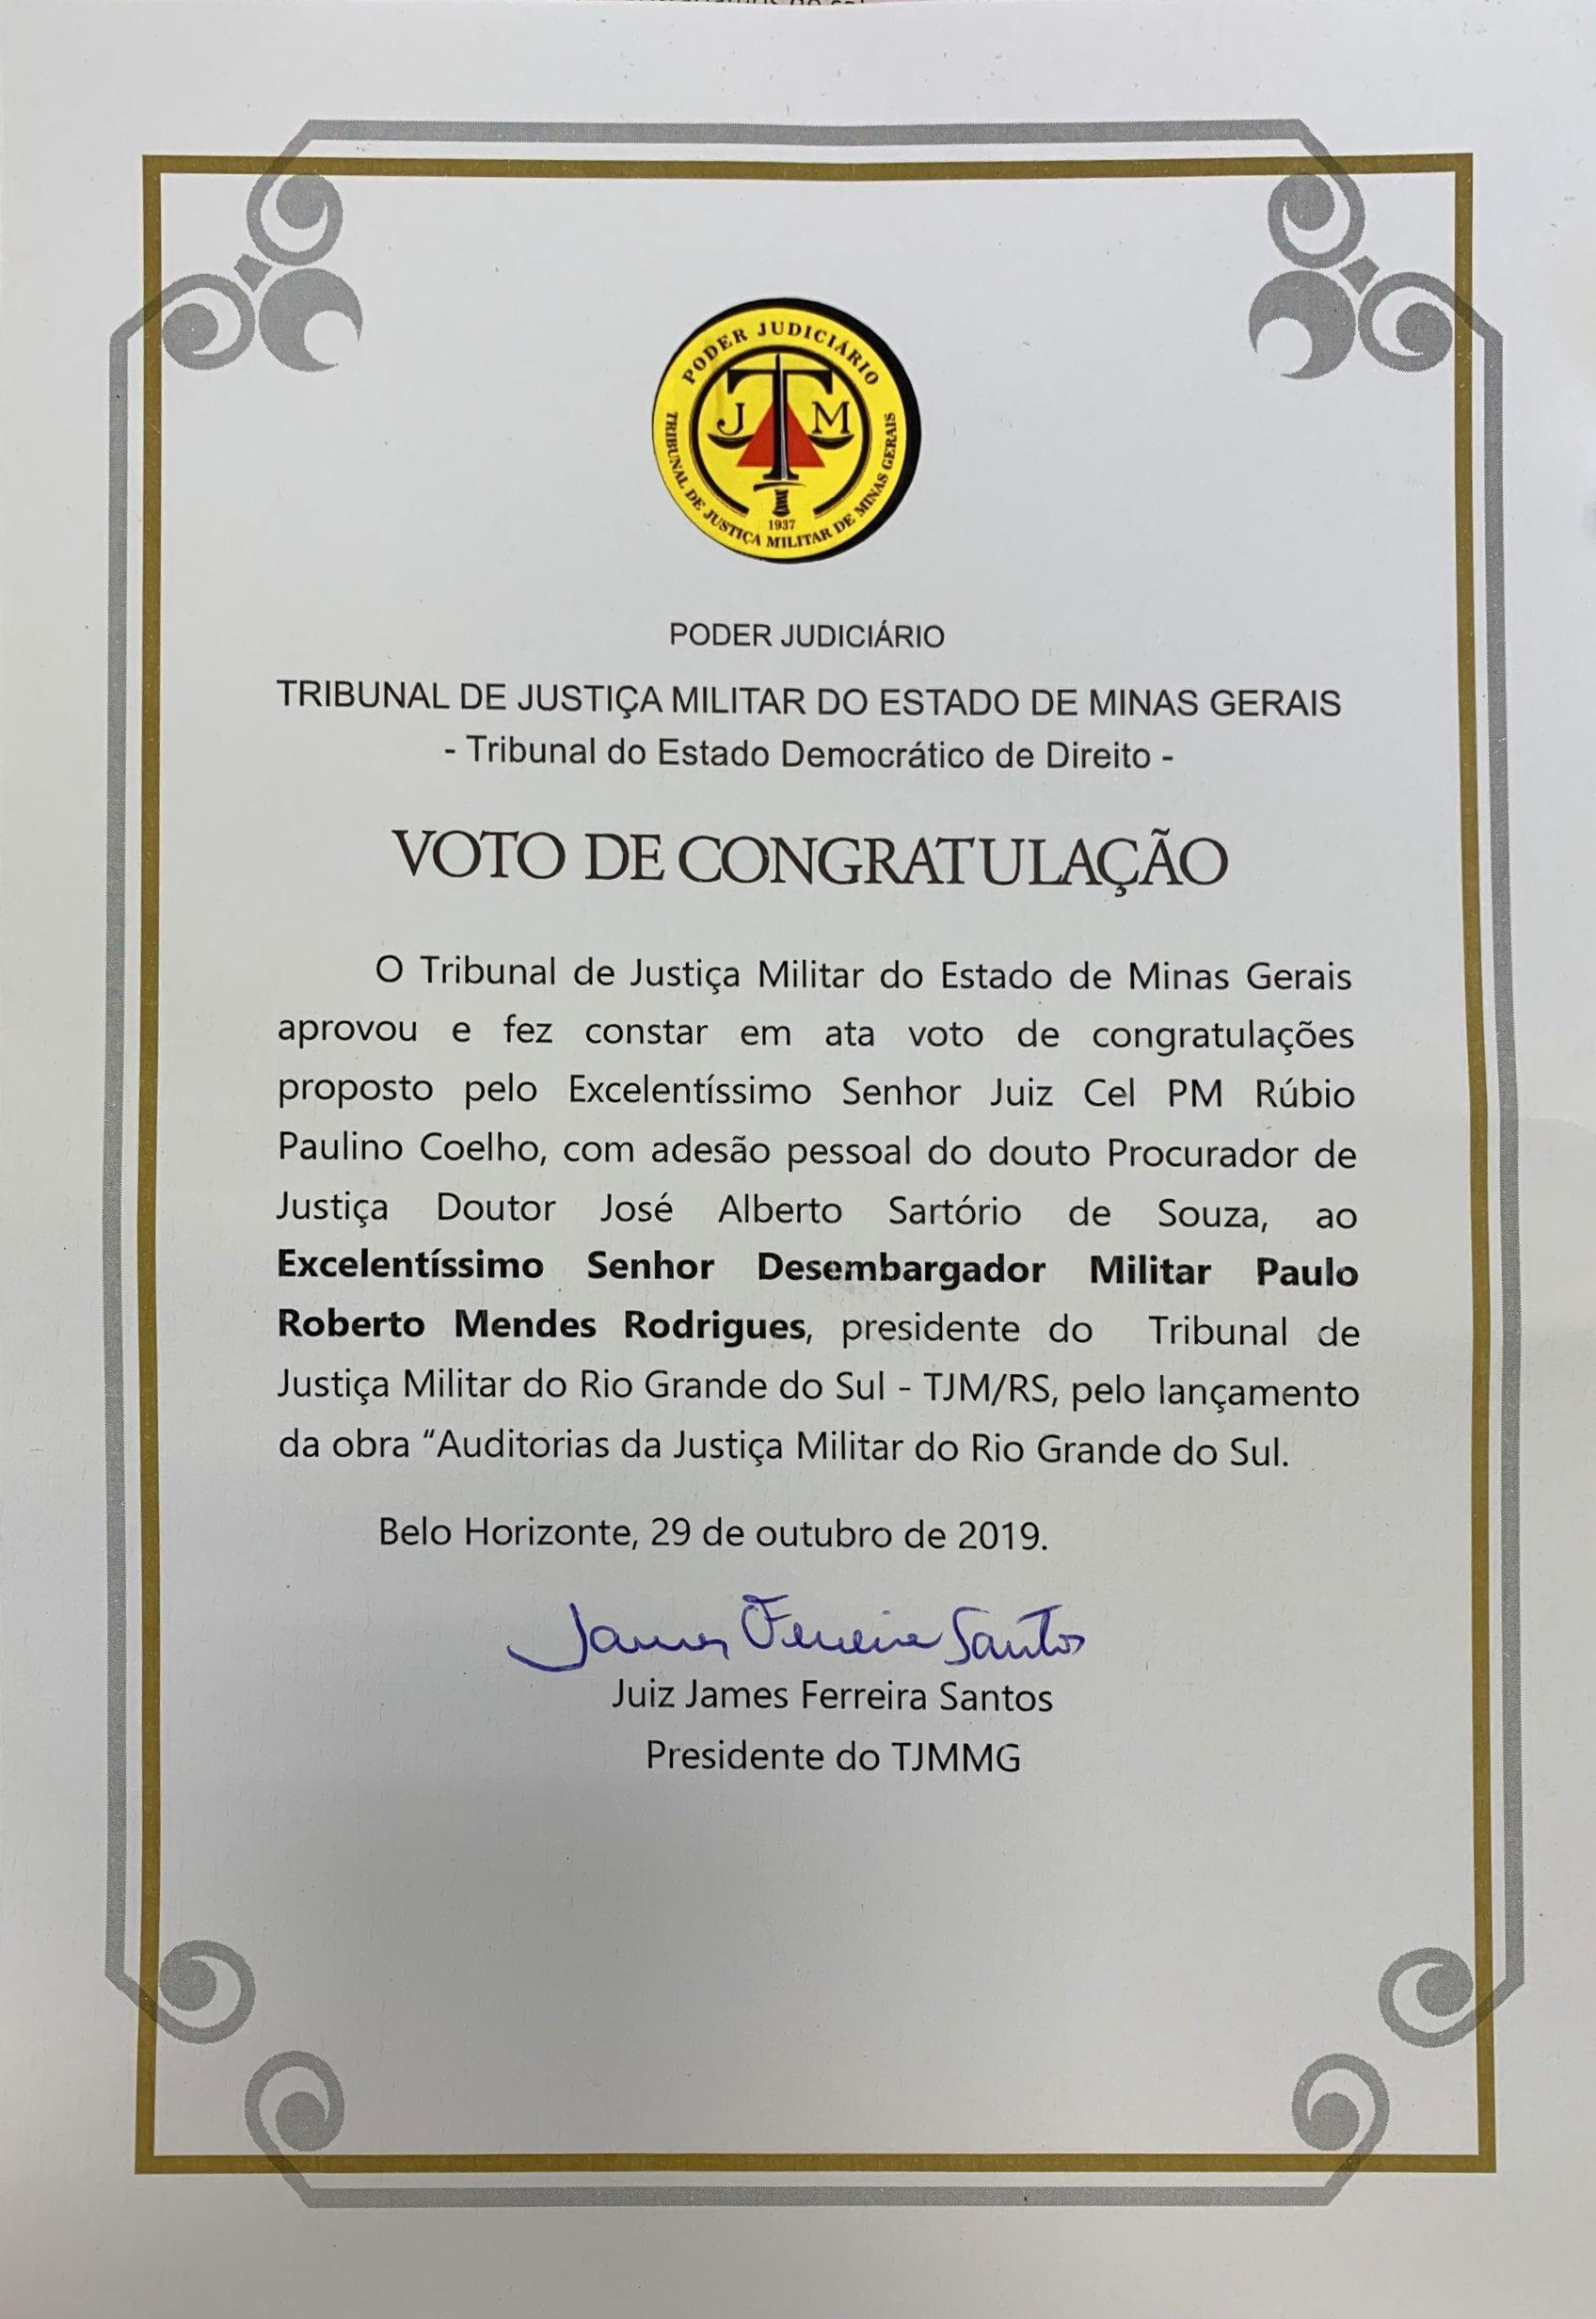 PODER JUDICIÁRIO
TRIBUNAL DE JUSTIÇA MILITAR DE MINAS GERAIS
J T M
1937
PODER JUDICIÁRIO
TRIBUNAL DE JUSTIÇA MILITAR DO ESTADO DE MINAS GERAIS
- Tribunal do Estado Democrático de Direito -
VOTO DE CONGRATULAÇÃO
O Tribunal de Justiça Militar do Estado de Minas Gerais
aprovou e fez constar em ata voto de congratulações
proposto pelo Excelentíssimo Senhor Juiz Cel PM Rúbio
Paulino Coelho, com adesão pessoal do douto Procurador de
Justiça Doutor José Alberto Sartório de Souza, ao
Excelentíssimo Senhor Desembargador Militar Paulo
Roberto Mendes Rodrigues, presidente do Tribunal de
Justiça Militar do Rio Grande do Sul - TJM/RS, pelo lançamento
da obra “Auditorias da Justiça Militar do Rio Grande do Sul.
Belo Horizonte, 29 de outubro de 2019.
James Ferreira Santos
Juiz James Ferreira Santos
Presidente do TJMMG